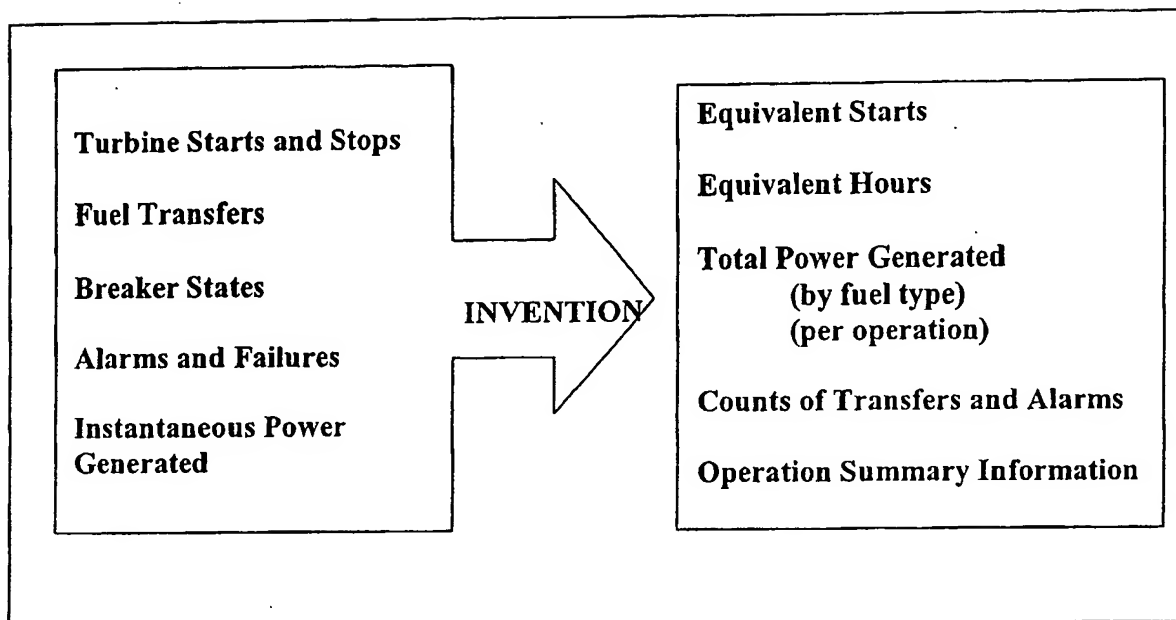 Turbine Starts and Stops
Fuel Transfers
Breaker States
Alarms and Failures
Instantaneous Power
Generated
INVENTION
Equivalent Starts
Equivalent Hours
Total Power Generated
(by fuel type)
(per operation)
Counts of Transfers and Alarms
Operation Summary Information